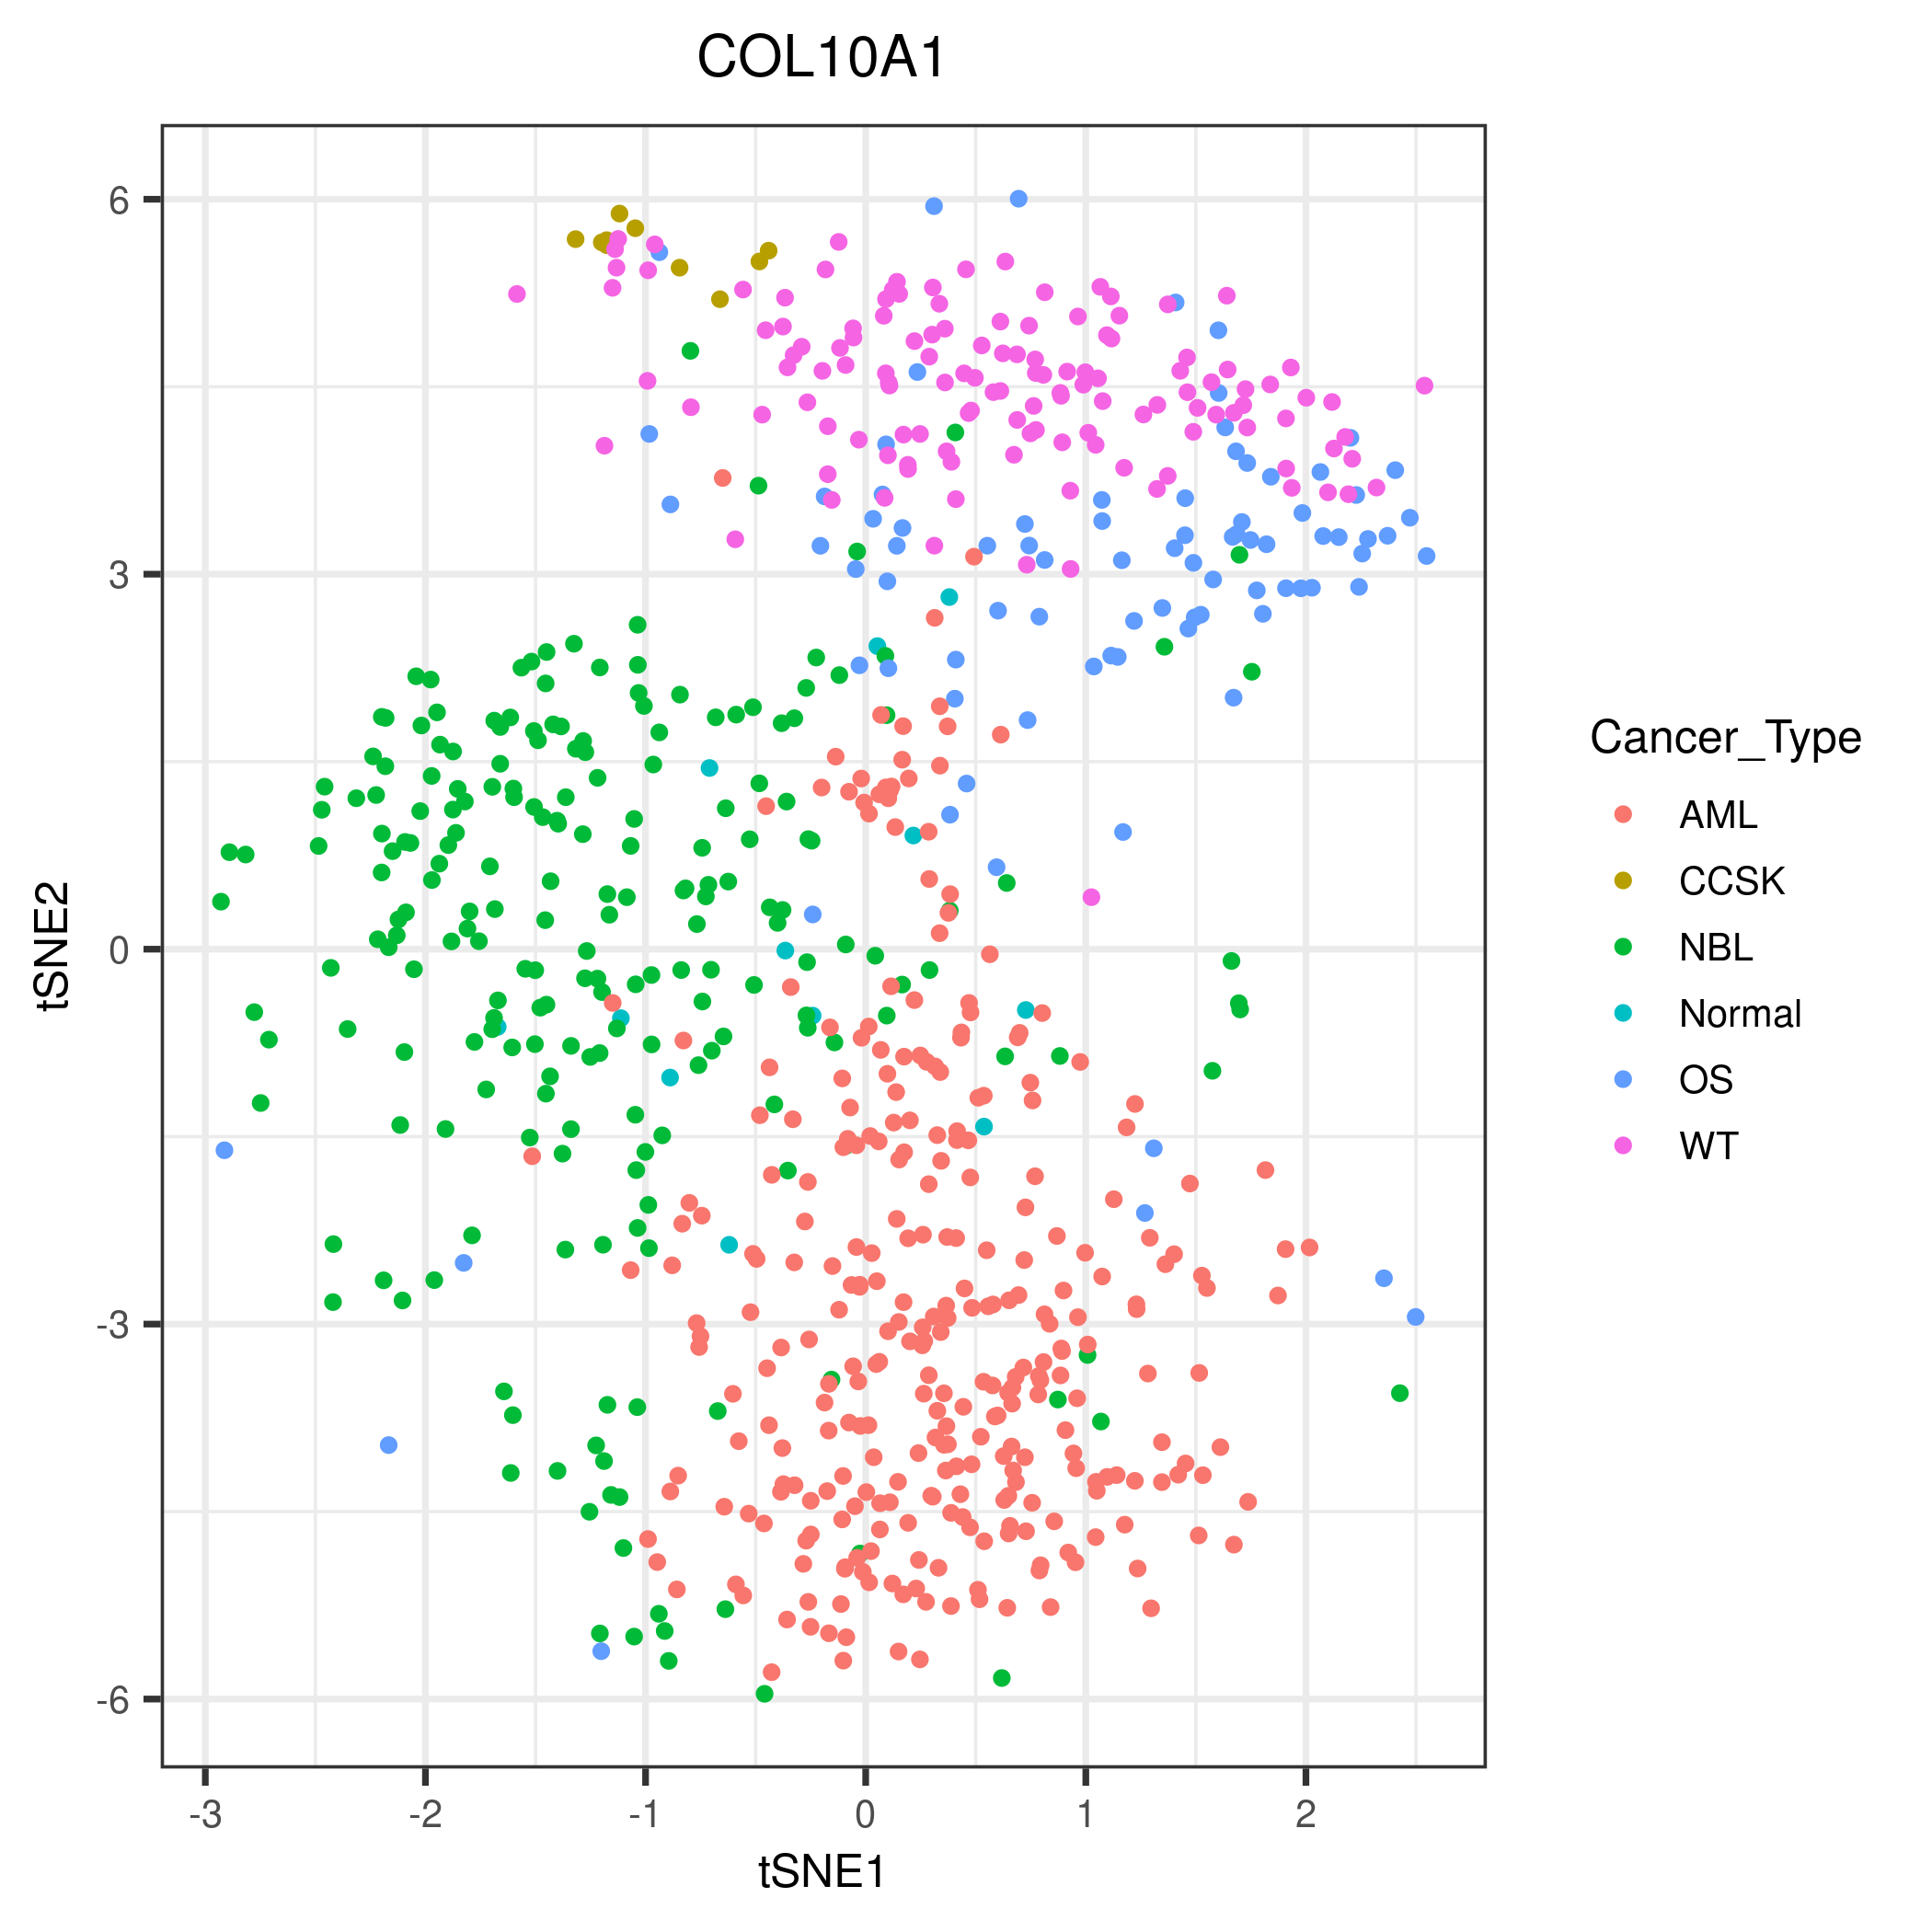 COL10A1
6
3
0
-3
-6
tSNE2
-3 -2 -1 0 1 2
tSNE1
Cancer_Type
AML
CCSK
NBL
Normal
OS
WT